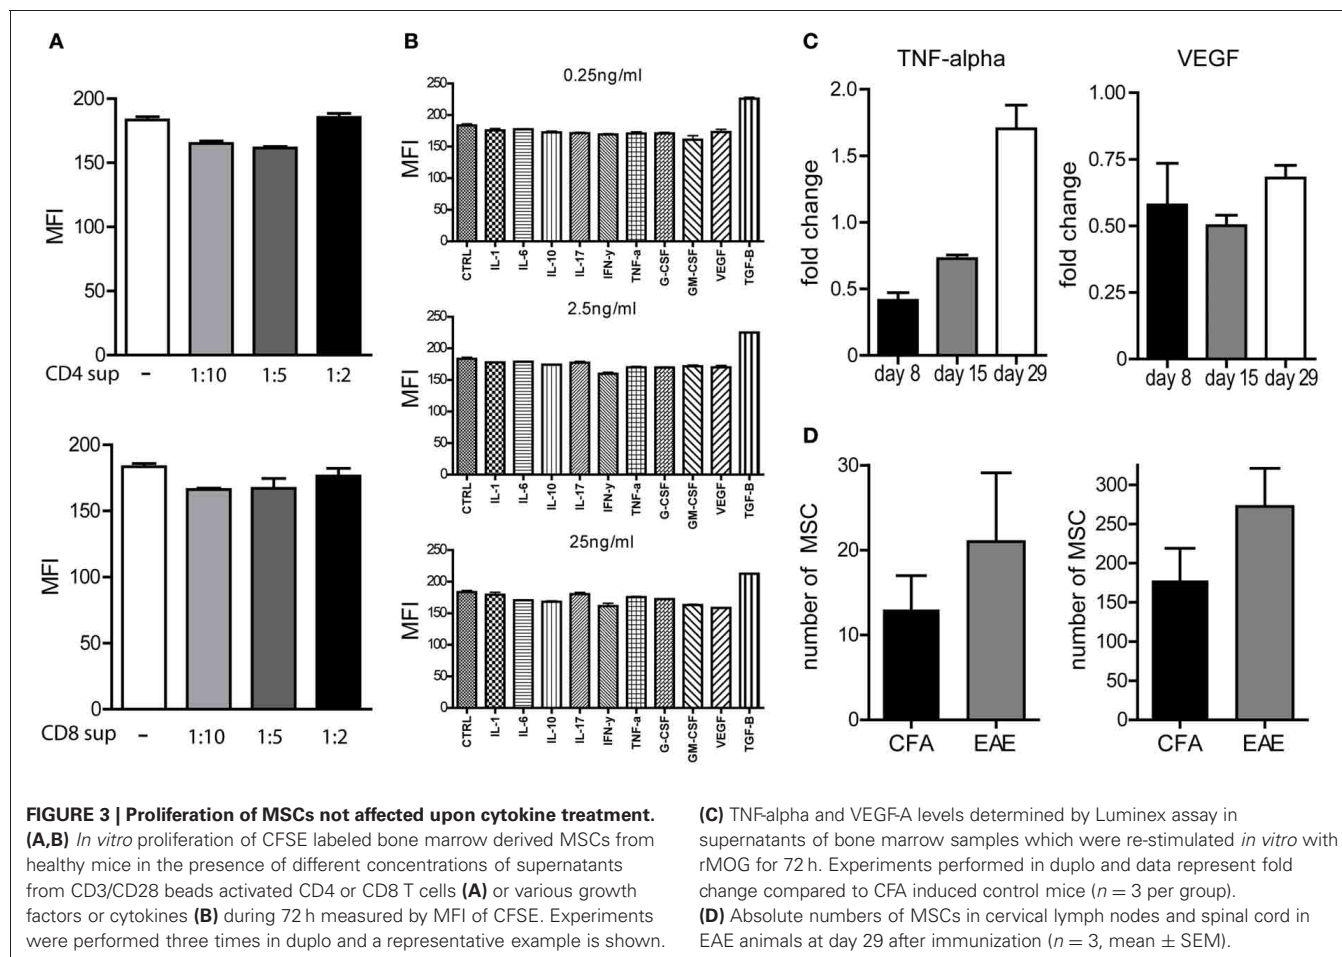 A
200
150
100
50
0
MFI
CD4 sup – 1:10 1:5 1:2
200
150
100
50
0
MFI
CD8 sup – 1:10 1:5 1:2
B
0.25ng/ml
250
200
150
100
50
0
MFI
CTRL IL-1 IL-6 IL-10 IL-17 IFN-y TNF-a G-CSF GM-CSF VEGF TGF-B
2.5ng/ml
250
200
150
100
50
0
MFI
CTRL IL-1 IL-6 IL-10 IL-17 IFN-y TNF-a G-CSF GM-CSF VEGF TGF-B
25ng/ml
250
200
150
100
50
0
MFI
CTRL IL-1 IL-6 IL-10 IL-17 IFN-y TNF-a G-CSF GM-CSF VEGF TGF-B
C
TNF-alpha
2.0
1.5
1.0
0.5
0
fold change
day 8 day 15 day 29
VEGF
1.00
0.75
0.50
0.25
0
fold change
day 8 day 15 day 29
D
30
20
10
0
number of MSC
CFA EAE
300
250
200
150
100
50
0
number of MSC
CFA EAE
FIGURE 3 | Proliferation of MSCs not affected upon cytokine treatment.
(A,B) In vitro proliferation of CFSE labeled bone marrow derived MSCs from
healthy mice in the presence of different concentrations of supernatants
from CD3/CD28 beads activated CD4 or CD8 T cells (A) or various growth
factors or cytokines (B) during 72 h measured by MFI of CFSE. Experiments
were performed three times in duplo and a representative example is shown.
(C) TNF-alpha and VEGF-A levels determined by Luminex assay in
supernatants of bone marrow samples which were re-stimulated in vitro with
rMOG for 72 h. Experiments performed in duplo and data represent fold
change compared to CFA induced control mice (n = 3 per group).
(D) Absolute numbers of MSCs in cervical lymph nodes and spinal cord in
EAE animals at day 29 after immunization (n = 3, mean ± SEM).